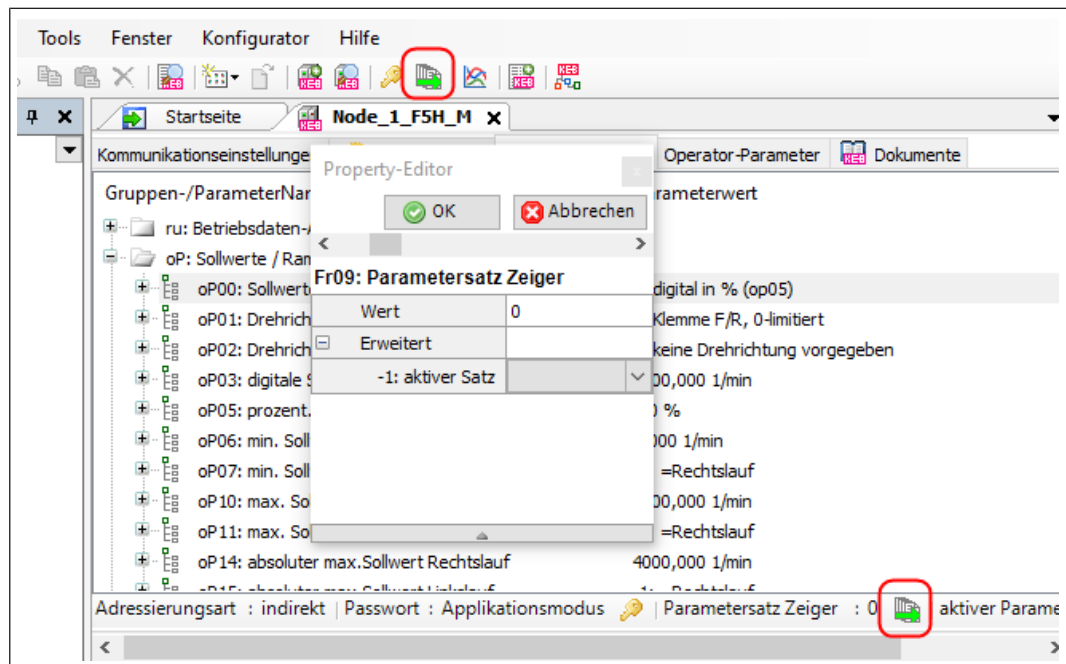 Tools Fenster Konfigurator Hilfe
Startseite Node_1_F5H_M
Kommunikationseinstellunge Operator-Parameter Dokumente
Property-Editor
OK Abbrechen
Fr09: Parametersatz Zeiger
Wert 0
Erweitert
-1: aktiver Satz
Gruppen-/ParameterNar rameterwert
ru: Betriebsdaten-
oP: Sollwerte / Ran
oP00: Sollwert digital in % (op05)
oP01: Drehrich Klemme F/R, 0-limitiert
oP02: Drehrich keine Drehrichtung vorgegeben
oP03: digitale 00,000 1/min
oP05: prozent. %
oP06: min. Soll 000 1/min
oP07: min. Soll =Rechtslauf
oP10: max. So 00,000 1/min
oP11: max. So =Rechtslauf
oP14: absoluter max.Sollwert Rechtslauf 4000,000 1/min
Adressierungsart : indirekt | Passwort : Applikationsmodus | Parametersatz Zeiger : 0 aktiver Parame